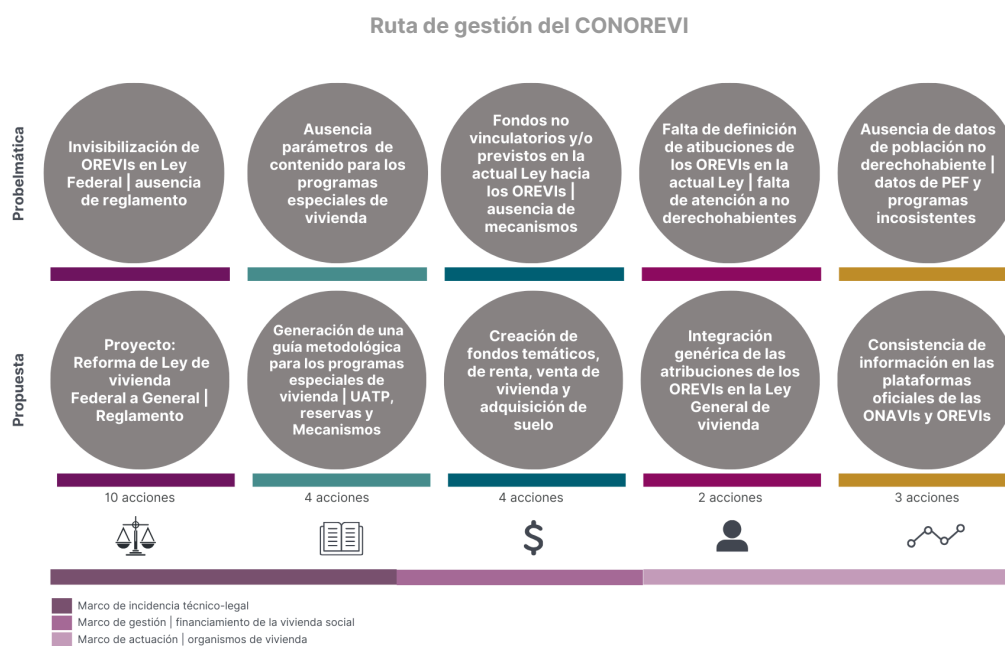 Ruta de gestión del CONOREVI
Probelmática
Invisibilización de
OREVIs en Ley
Federal | ausencia
de reglamento
Ausencia
parámetros de
contenido para los
programas
especiales de
vivienda
Fondos no
vinculatorios y/o
previstos en la
actual Ley hacia
los OREVIs |
ausencia de
mecanismos
Falta de definición
de atibuciones de
los OREVIs en la
actual Ley | falta
de atención a no
derechohabientes
Ausencia de datos
de población no
derechohabiente |
datos de PEF y
programas
incosistentes
Propuesta
Proyecto:
Reforma de Ley de
vivienda
Federal a General |
Reglamento
Generación de una
guía metodológica
para los programas
especiales de
vivienda | UATP,
reservas y
Mecanismos
Creación de
fondos temáticos,
de renta, venta de
vivienda y
adquisición de
suelo
Integración
genérica de las
atribuciones de los
OREVIs en la Ley
General de
vivienda
Consistencia de
información en las
plataformas
oficiales de las
ONAVIs y OREVIs
10 acciones
4 acciones
4 acciones
2 acciones
3 acciones
$
Marco de incidencia técnico-legal
Marco de gestión | financiamiento de la vivienda social
Marco de actuación | organismos de vivienda